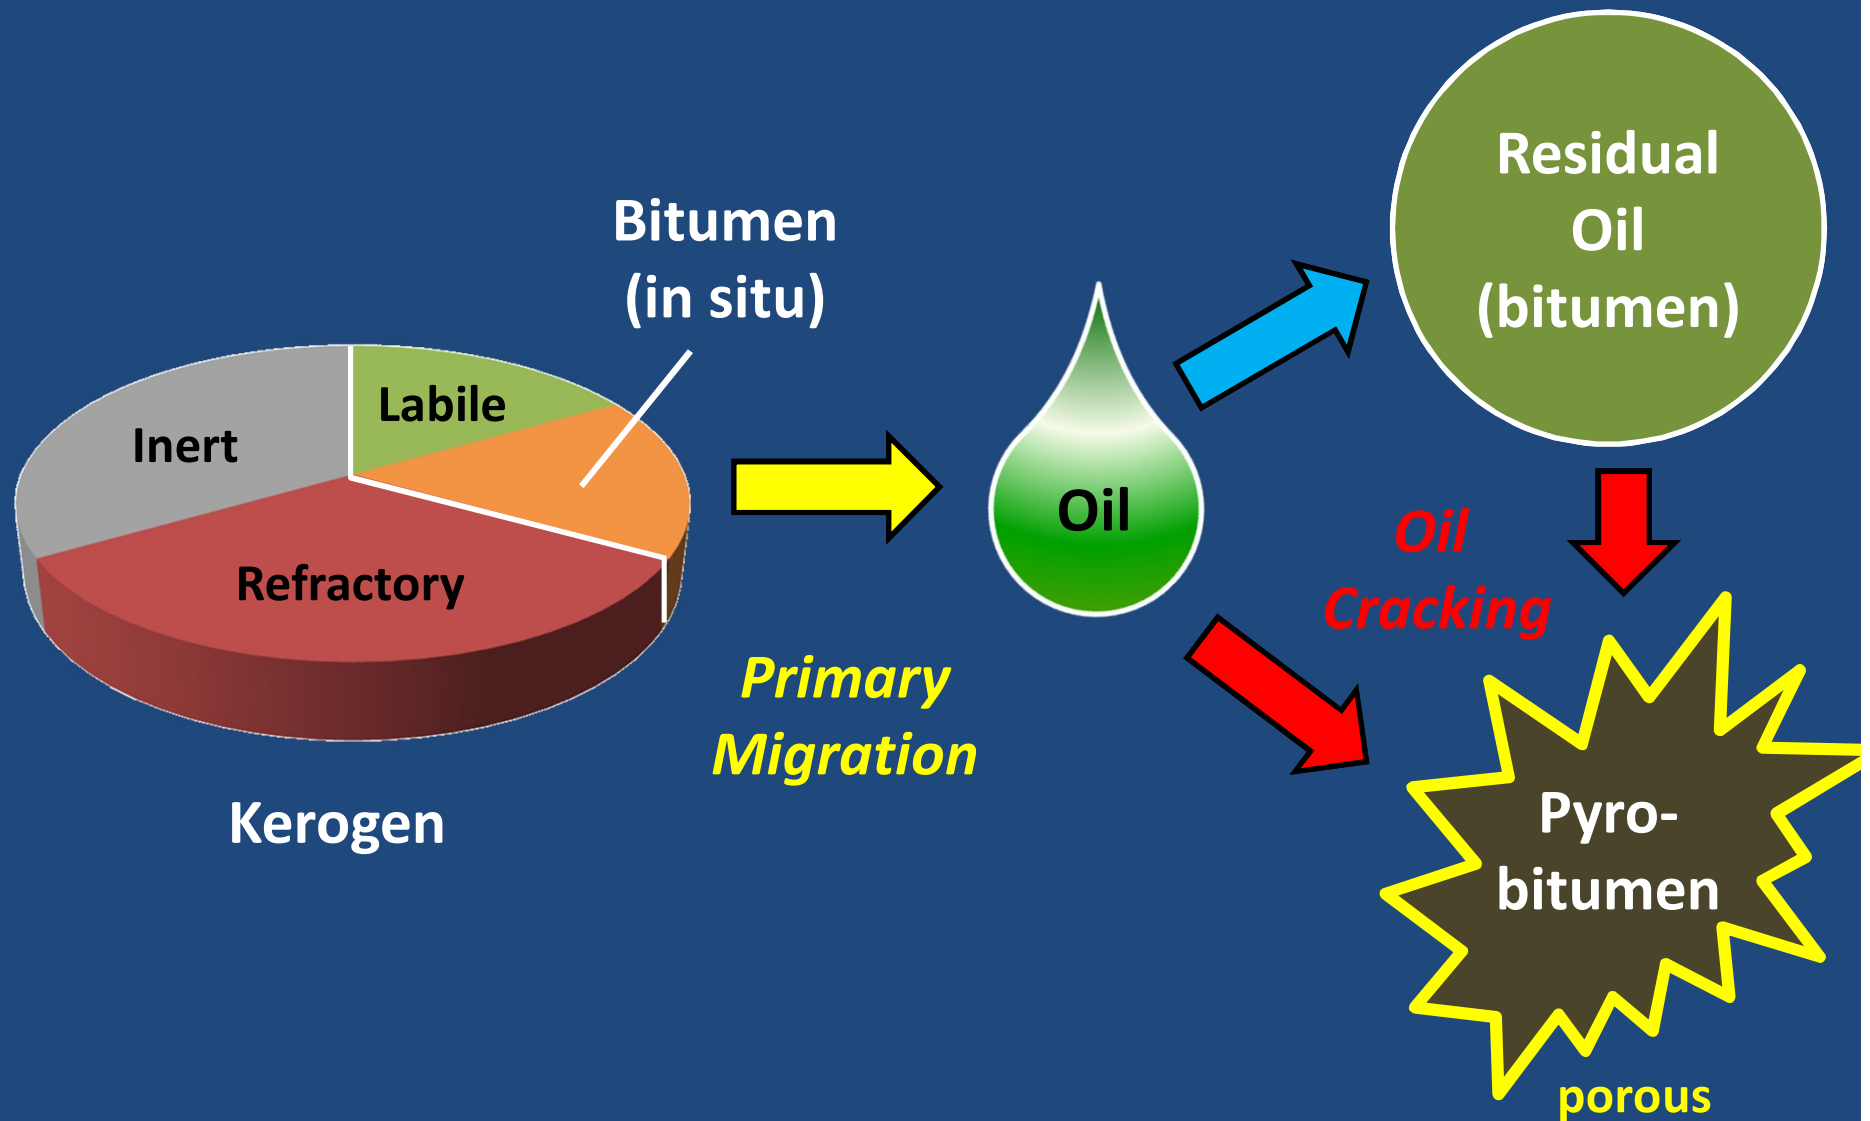 Residual
Oil
(bitumen)
Bitumen
(in situ)
Labile
Inert
Refractory
Oil
Oil
Cracking
Primary
Migration
Kerogen
Pyro-
bitumen
porous